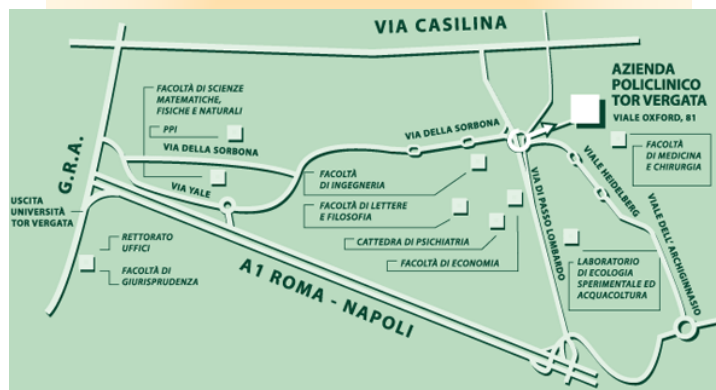 VIA CASILINA
AZIENDA
POLICLINICO
TOR VERGATA
VIALE OXFORD, 81
FACOLTÀ DI SCIENZE
MATEMATICHE,
FISICHE E NATURALI
PPI
VIA DELLA SORBONA
VIA DELLA SORBONA
FACOLTÀ
DI MEDICINA
E CHIRURGIA
G.R.A.
VIA YALE
FACOLTÀ
DI INGEGNERIA
VIALE HEIDELBERG
USCITA
UNIVERSITÀ
TOR VERGATA
FACOLTÀ DI LETTERE
E FILOSOFIA
VIA DI PASSO LOMBARDO
VIALE DELL'ARCHIGINNASIO
RETTORATO
UFFICI
CATTEDRA DI PSICHIATRIA
FACOLTÀ DI
GIURISPRUDENZA
FACOLTÀ DI ECONOMIA
LABORATORIO
DI ECOLOGIA
SPERIMENTALE ED
ACQUACOLTURA
A1 ROMA - NAPOLI